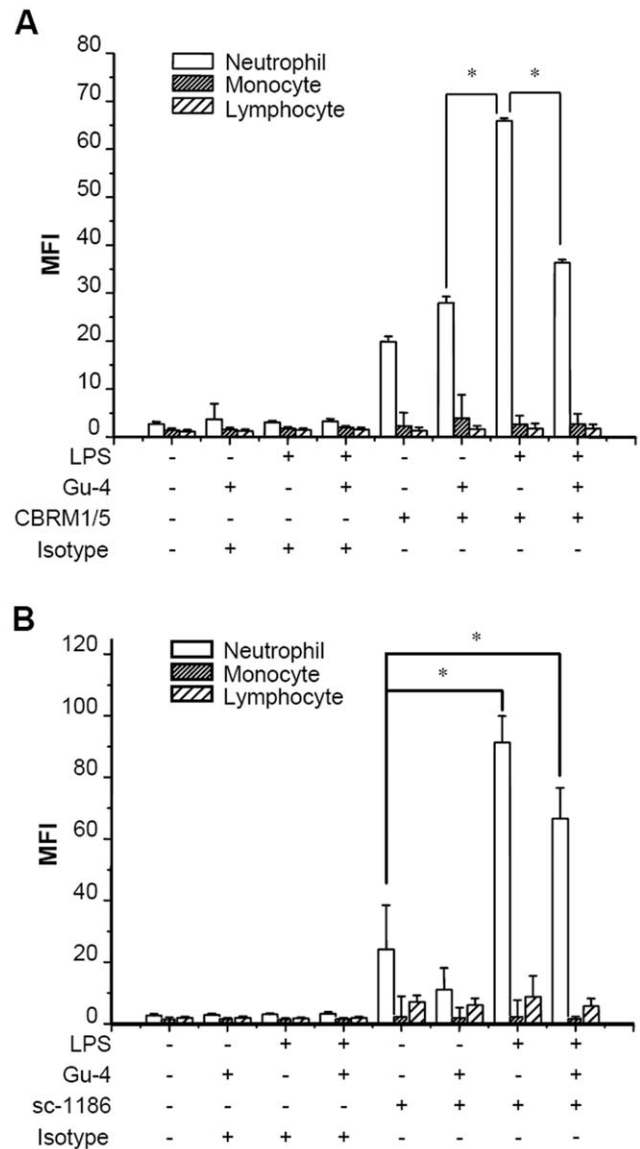 A
80
70
60
50
40
30
20
10
0
MFI
Neutrophil
Monocyte
Lymphocyte
* *
LPS - - + + - - + +
Gu-4 - + - + - + - +
CBRM1/5 - - - - + + + +
Isotype - + + + - - - -
B
120
100
80
60
40
20
0
MFI
Neutrophil
Monocyte
Lymphocyte
*
*
LPS - - + + - - + +
Gu-4 - + - + - + - +
sc-1186 - - - - + + + +
Isotype - + + + - - - -